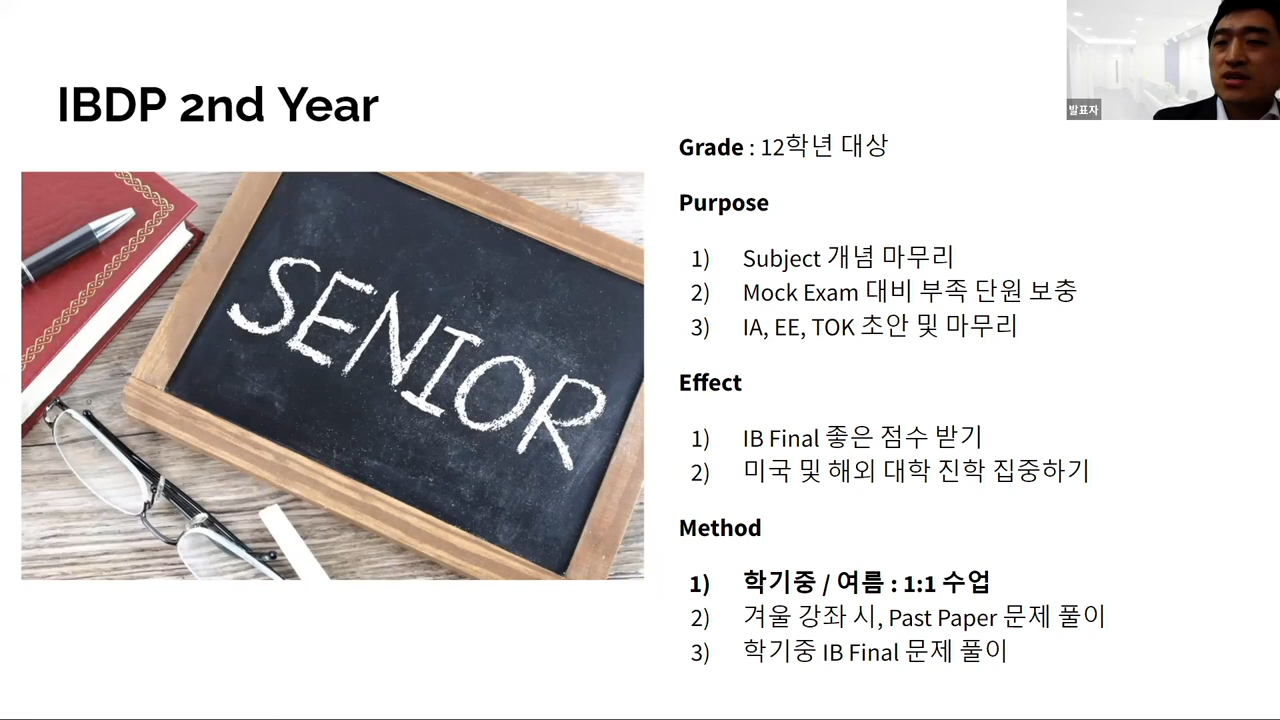 IBDP 2nd Year
발표자
SENIOR
Grade : 12학년 대상
Purpose
1) Subject 개념 마무리
2) Mock Exam 대비 부족 단원 보충
3) IA, EE, TOK 초안 및 마무리
Effect
1) IB Final 좋은 점수 받기
2) 미국 및 해외 대학 진학 집중하기
Method
1) 학기중 / 여름 : 1:1 수업
2) 겨울 강좌 시, Past Paper 문제 풀이
3) 학기중 IB Final 문제 풀이